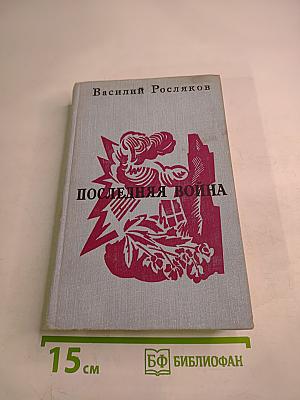 Василий Росляков
ПОСЛЕДНЯЯ ВОЙНА
15 см
БФ БИБЛИОФАН